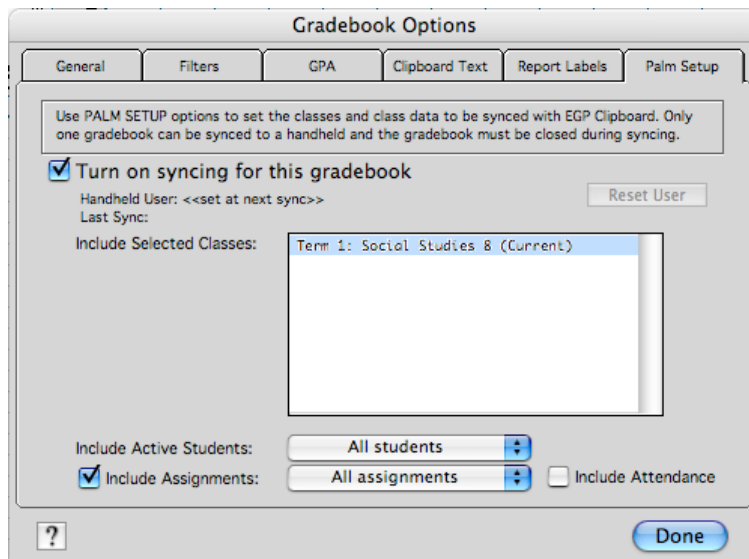 Gradebook Options
General Filters GPA Clipboard Text Report Labels Palm Setup
Use PALM SETUP options to set the classes and class data to be synced with EGP Clipboard. Only
one gradebook can be synced to a handheld and the gradebook must be closed during syncing.
Turn on syncing for this gradebook
Handheld User: <<set at next sync>> Reset User
Last Sync:
Include Selected Classes: Term 1: Social Studies 8 (Current)
Include Active Students: All students
Include Assignments: All assignments Include Attendance
? Done